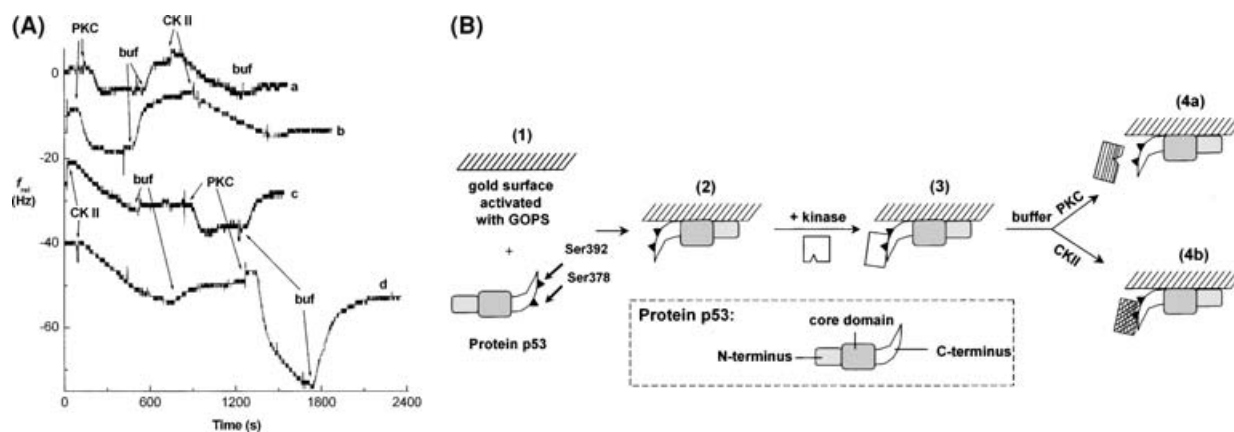 (A)
PKC
CK II
buf
buf
a
b
buf
PKC
c
CK II
buf
d
0
-20
-40
-60
f rel
(Hz)
0 600 1200 1800 2400
Time (s)
(B)
(1)
gold surface
activated
with GOPS
+
Ser392
Ser378
Protein p53
(2)
+ kinase
(3)
buffer
PKC
CKII
(4a)
(4b)
Protein p53:
core domain
N-terminus
C-terminus